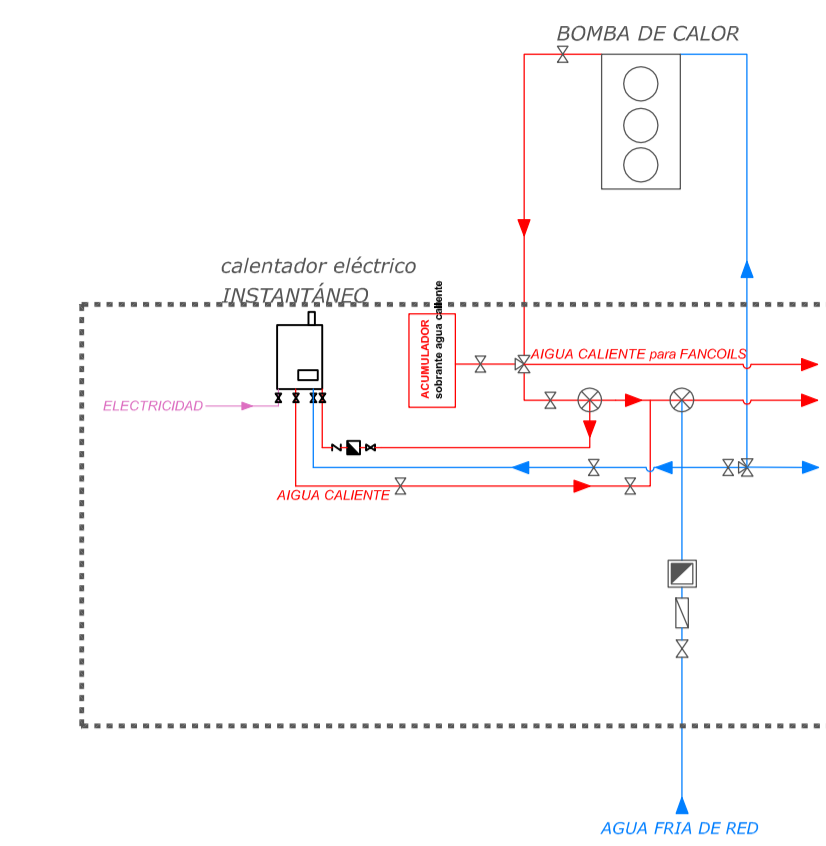 BOMBA DE CALOR
calentador eléctrico
INSTANTÁNEO
ACUMULADOR
sobrante agua caliente
AIGUA CALIENTE para FANCOILS
ELECTRICIDAD
AIGUA CALIENTE
AGUA FRIA DE RED